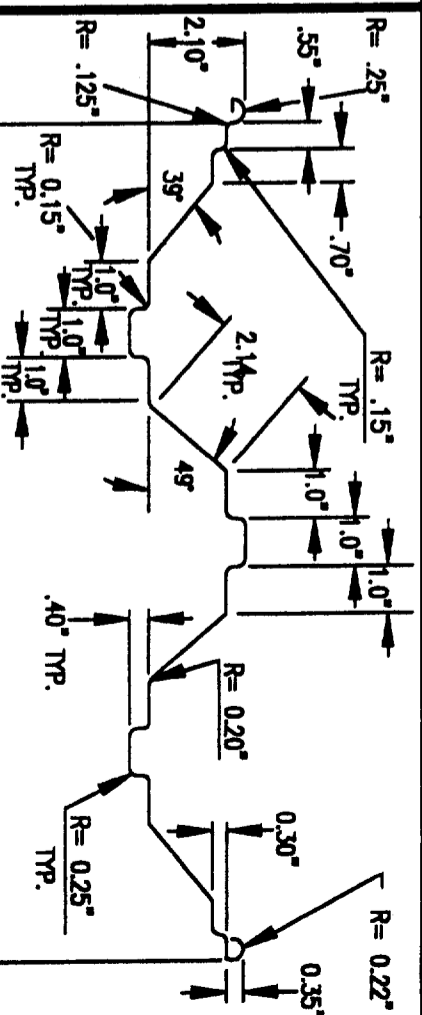 R= .25"
.55"
2.10"
R= .125"
.70"
39°
R= 0.15"
TYP.
1.0"
TYP.
1.0"
TYP.
1.0"
TYP.
2.14
TYP.
R= .15"
TYP.
49°
1.0"
1.0"
1.0"
.40" TYP.
R= 0.20"
R= 0.25"
TYP.
0.30"
R= 0.22"
0.35"